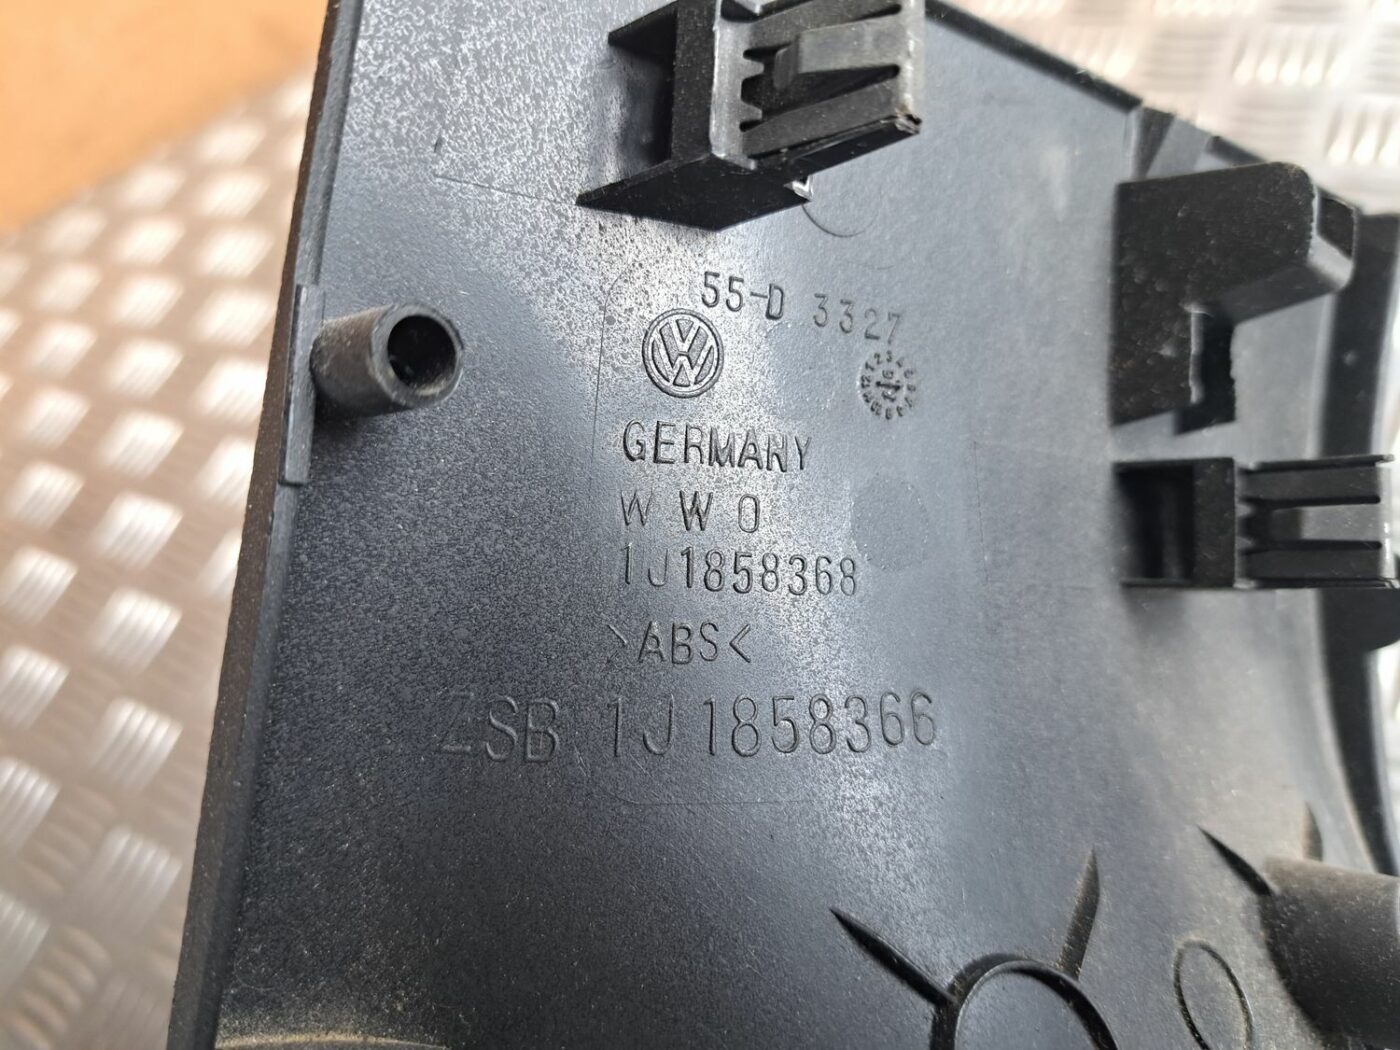 55-D 3327
GERMANY
W W O
1J1858368
>ABS<
ZSB 1J1858366